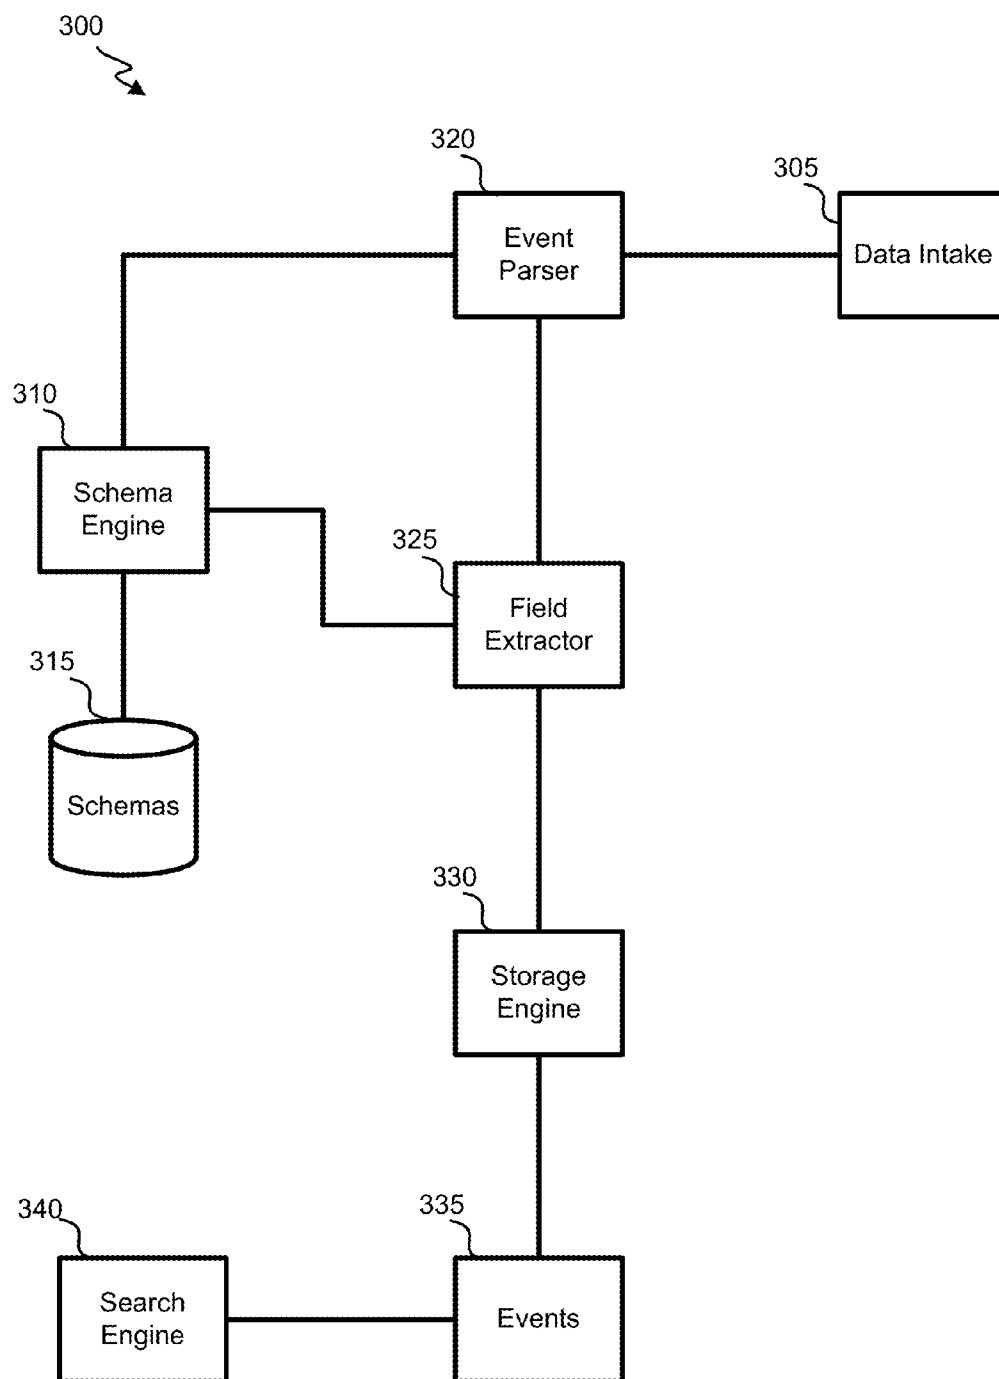 300
320
305
Event
Parser
Data Intake
310
Schema
Engine
325
Field
Extractor
315
Schemas
330
Storage
Engine
340
335
Search
Engine
Events